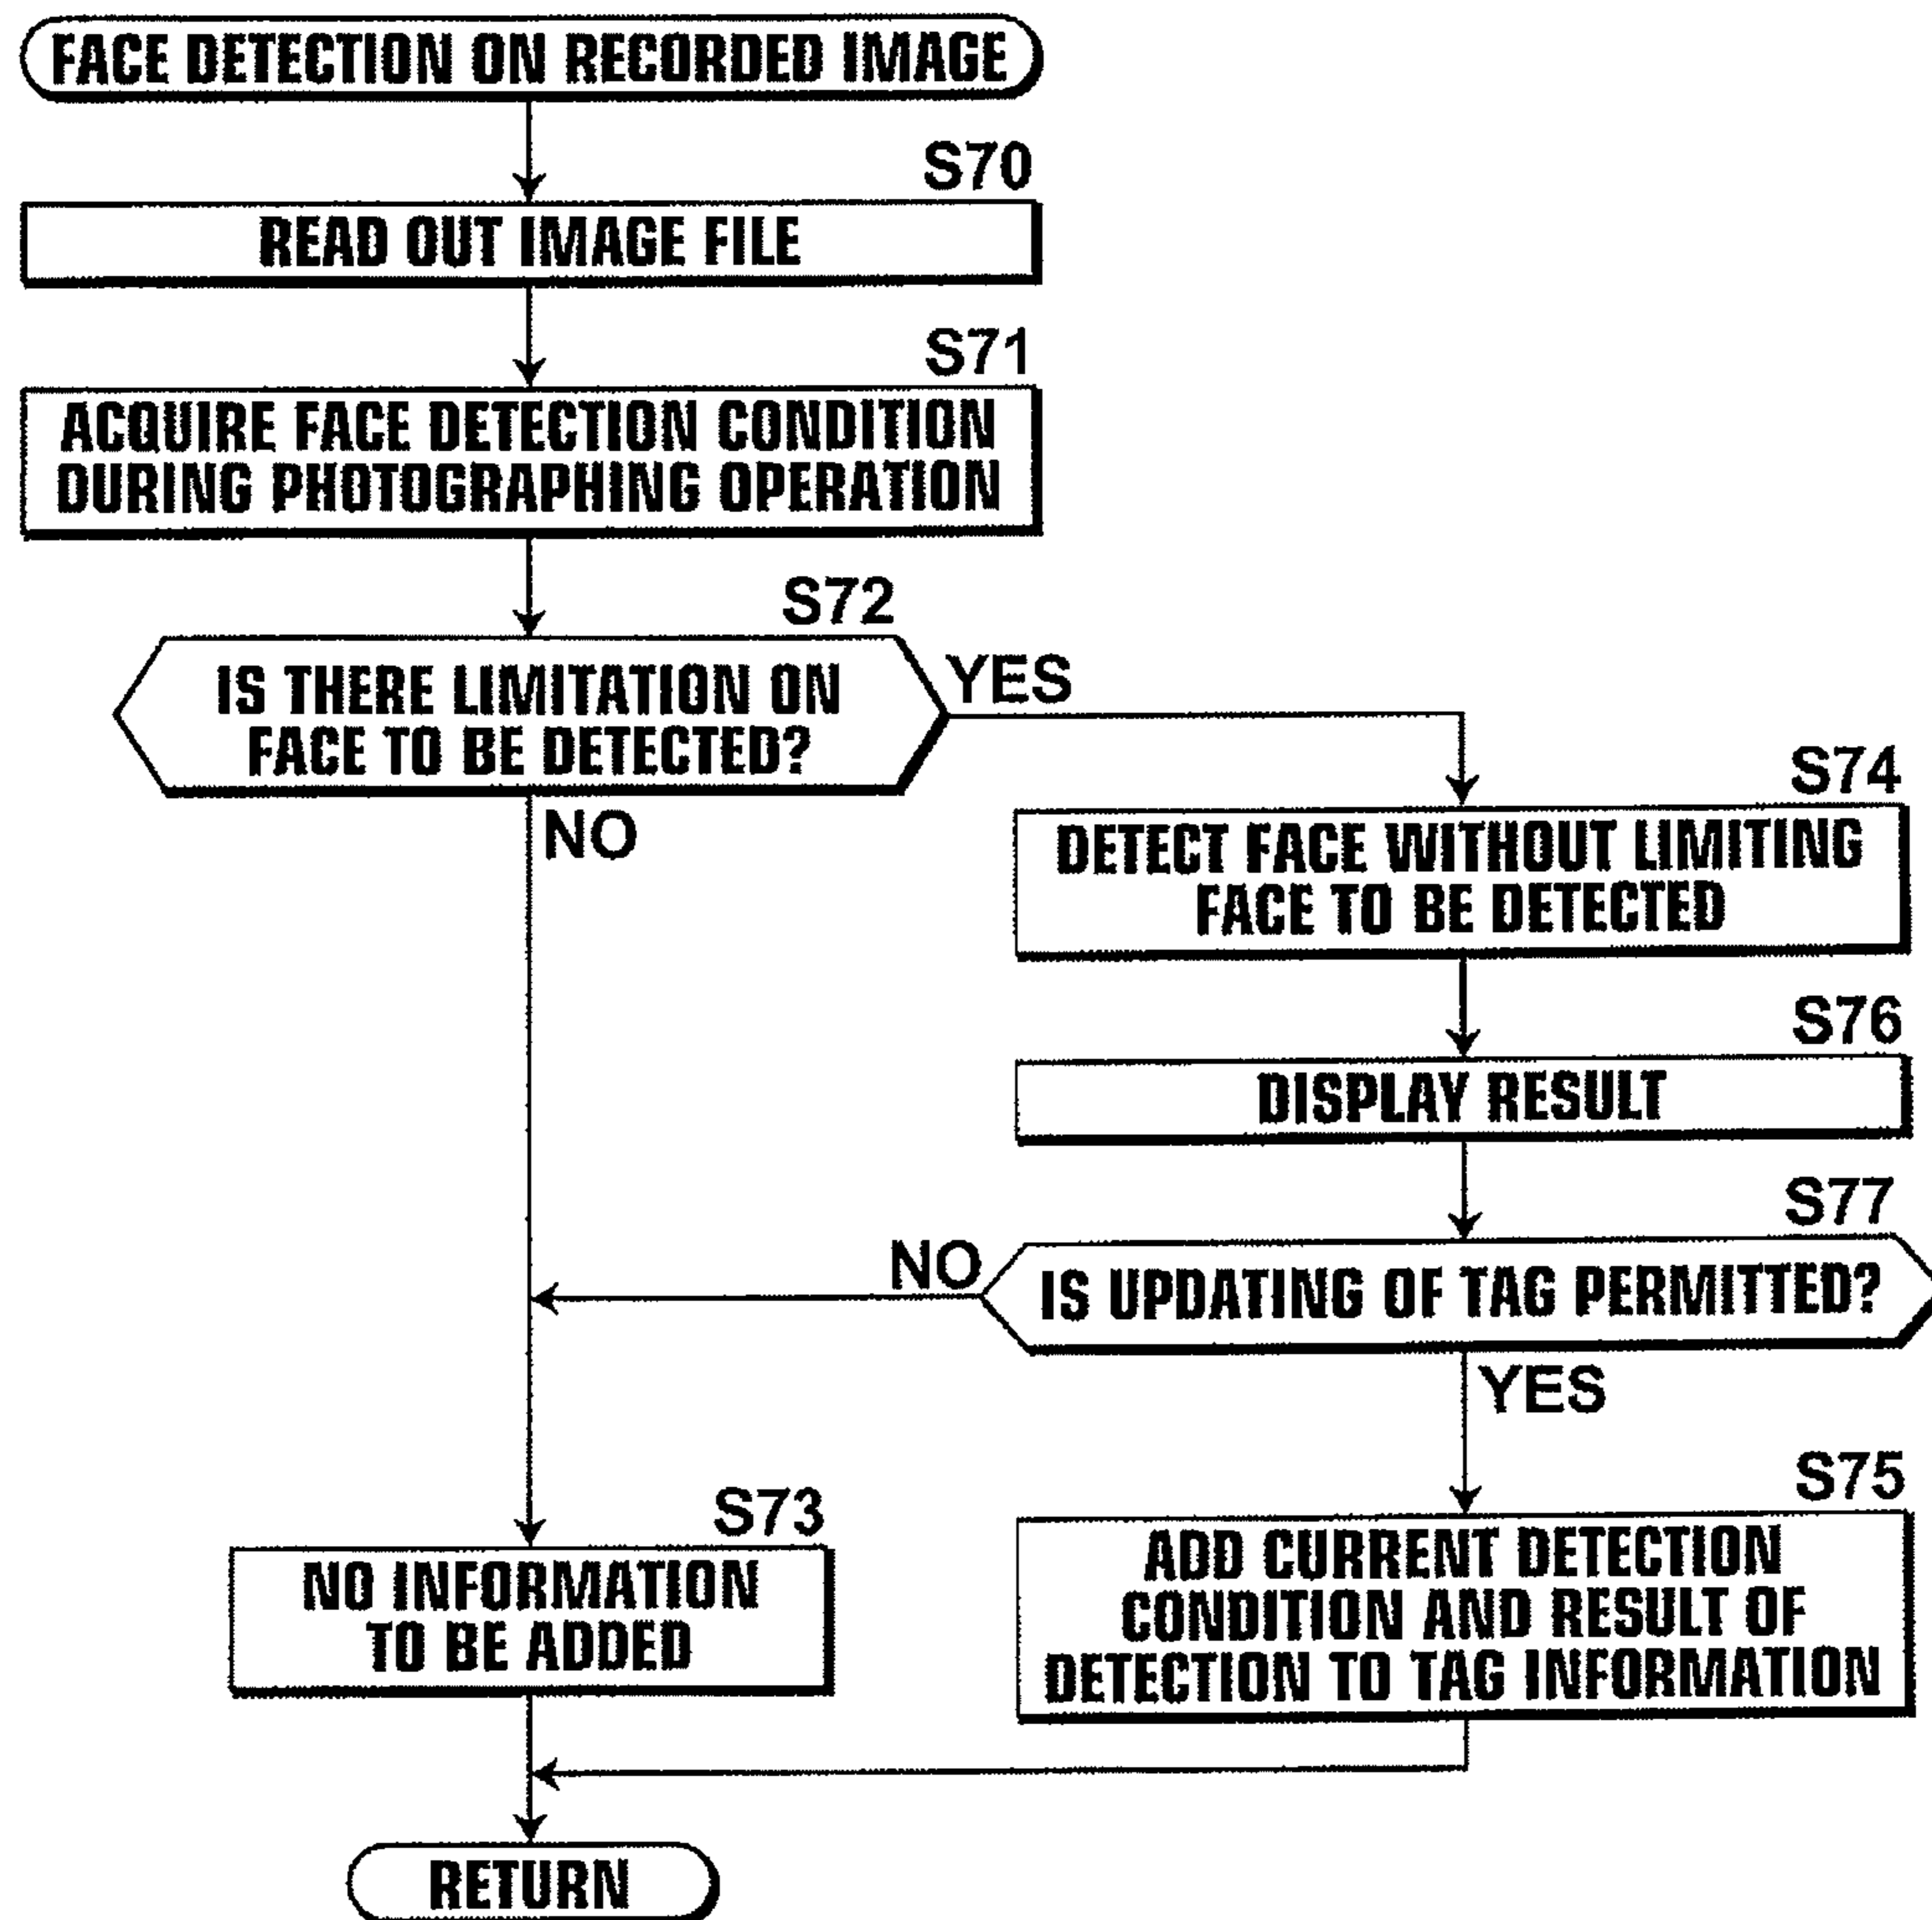 FACE DETECTION ON RECORDED IMAGE
S70
READ OUT IMAGE FILE
S71
ACQUIRE FACE DETECTION CONDITION
DURING PHOTOGRAPHING OPERATION
S72
IS THERE LIMITATION ON
FACE TO BE DETECTED?
YES
NO
S74
DETECT FACE WITHOUT LIMITING
FACE TO BE DETECTED
S76
DISPLAY RESULT
S77
NO
IS UPDATING OF TAG PERMITTED?
YES
S73
NO INFORMATION
TO BE ADDED
S75
ADD CURRENT DETECTION
CONDITION AND RESULT OF
DETECTION TO TAG INFORMATION
RETURN